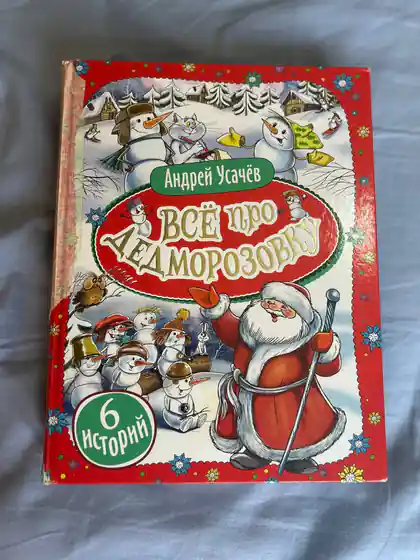 Андрей Усачёв
ВСЁ про
ДЕДМОРОЗОВКУ
6
историй